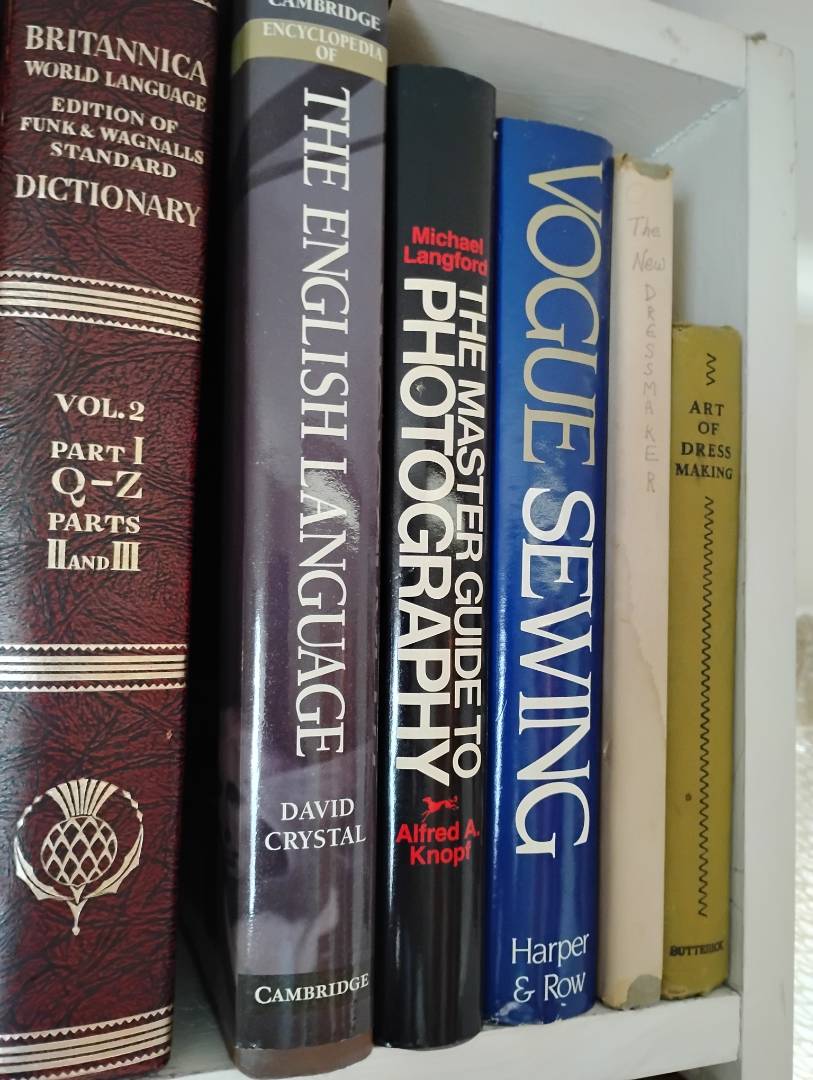 BRITANNICA
WORLD LANGUAGE
EDITION OF
FUNK & WAGNALLS
STANDARD
DICTIONARY
VOL. 2
PART I
Q-Z
PARTS
II AND III
CAMBRIDGE
ENCYCLOPEDIA
OF
THE ENGLISH LANGUAGE
DAVID
CRYSTAL
CAMBRIDGE
Michael
Langford
THE MASTER GUIDE TO
PHOTOGRAPHY
Alfred A.
Knopf
VOGUE SEWING
Harper
& Row
The
New
DRESSMAKER
ART
OF
DRESS
MAKING
BUTTERICK